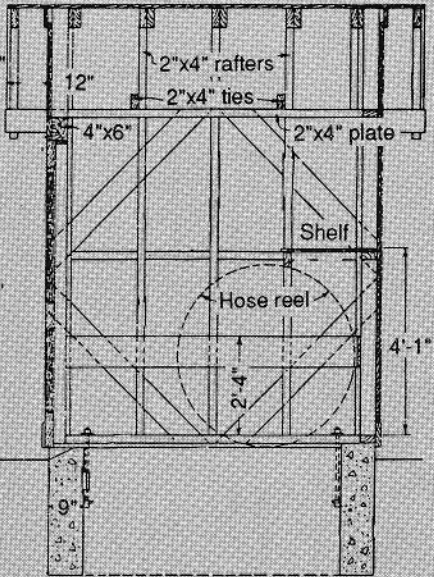 12"
2"x4" rafters
2"x4" ties
4"x6"
2"x4" plate
Shelf
Hose reel
4'-1"
2'-4"
9"